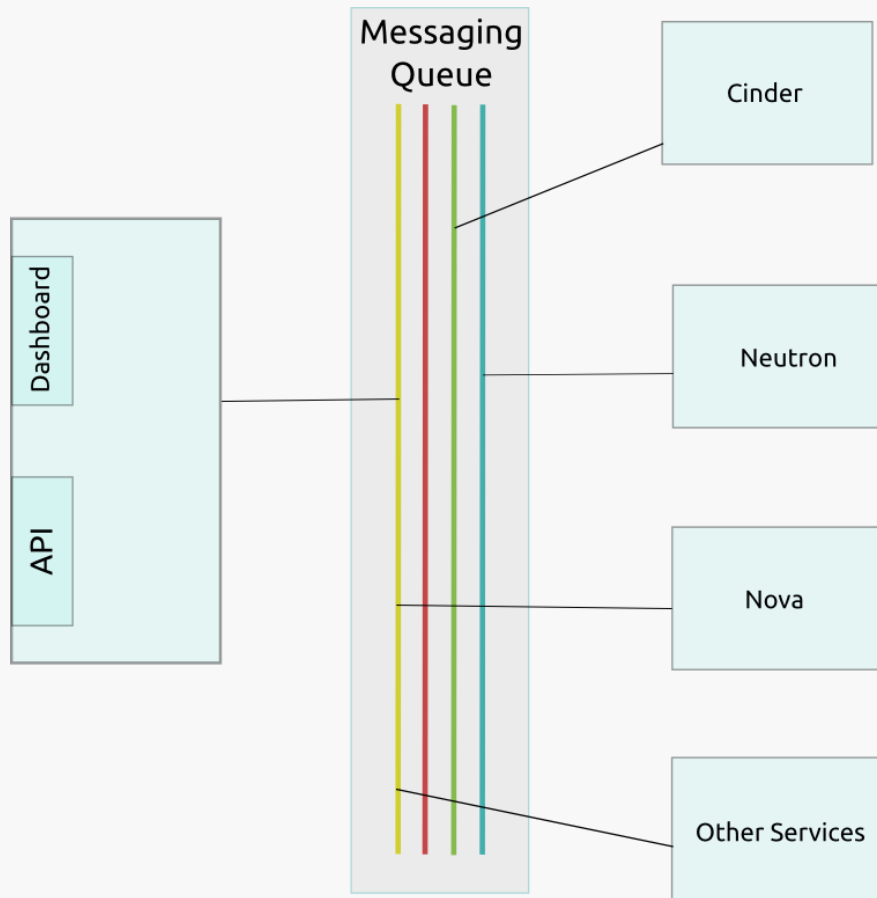 Messaging
Queue
Cinder
Dashboard
Neutron
API
Nova
Other Services